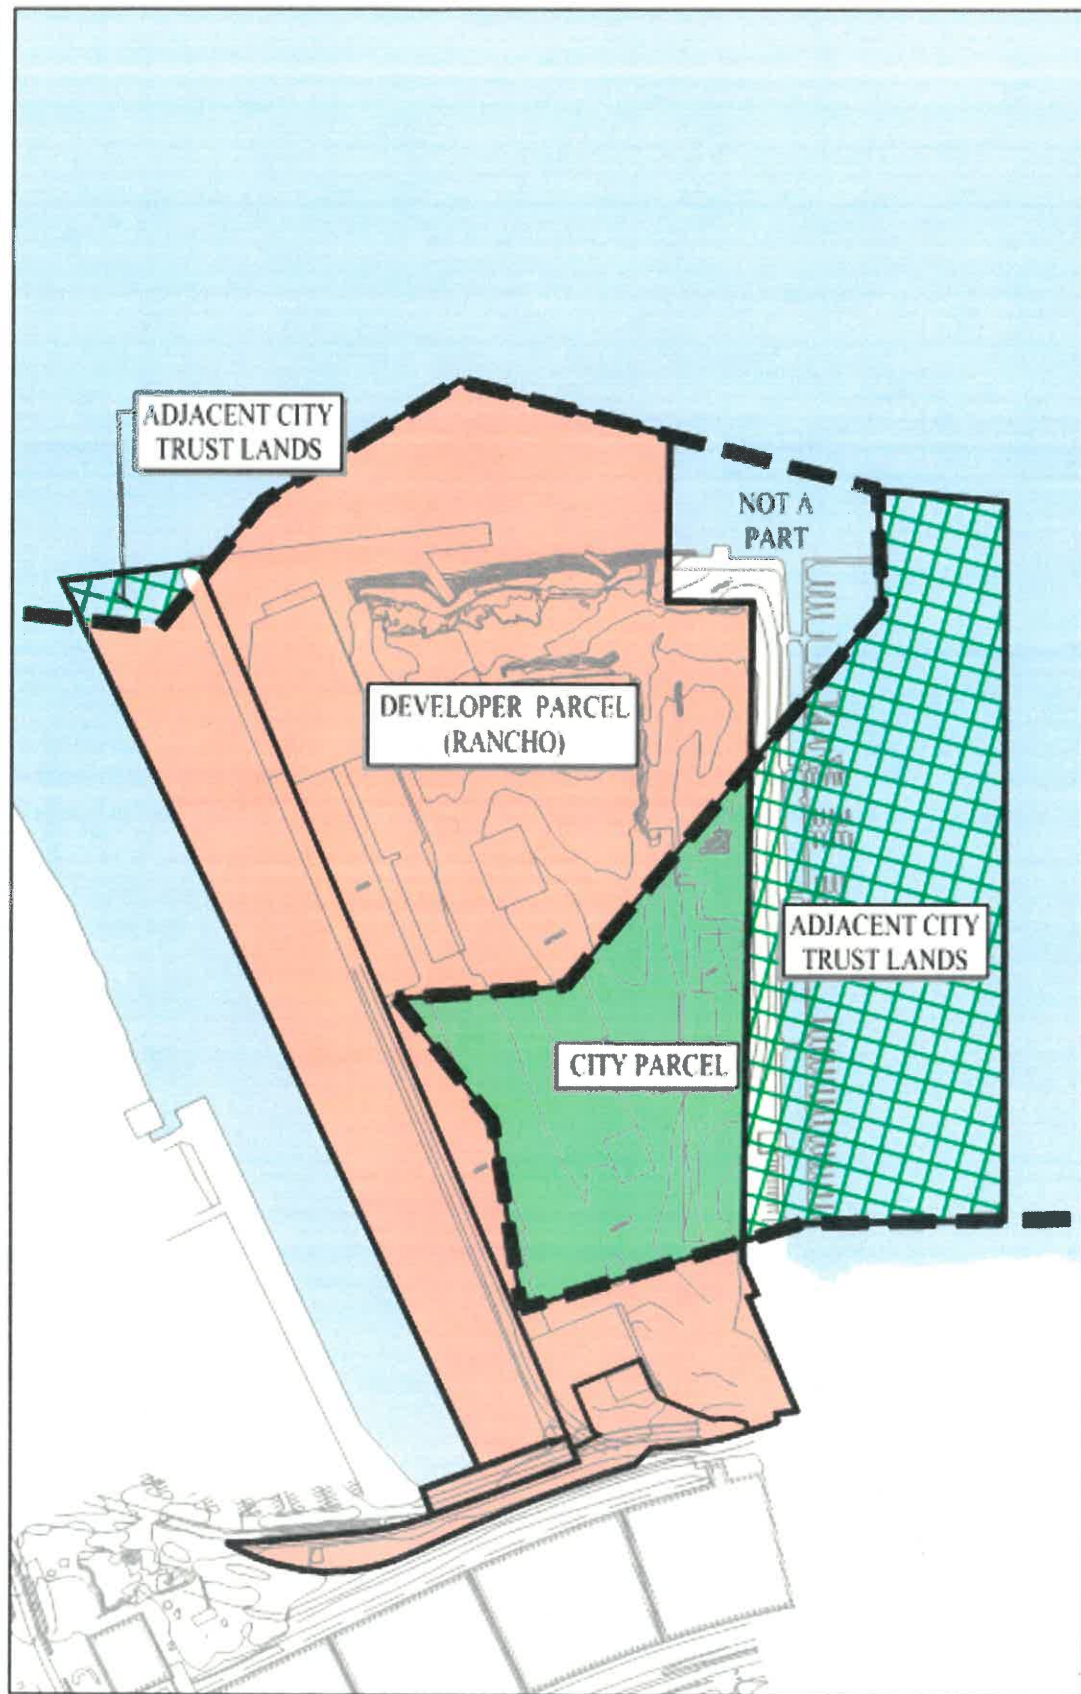 ADJACENT CITY
TRUST LANDS
NOT A
PART
DEVELOPER PARCEL
(RANCHO)
ADJACENT CITY
TRUST LANDS
CITY PARCEL